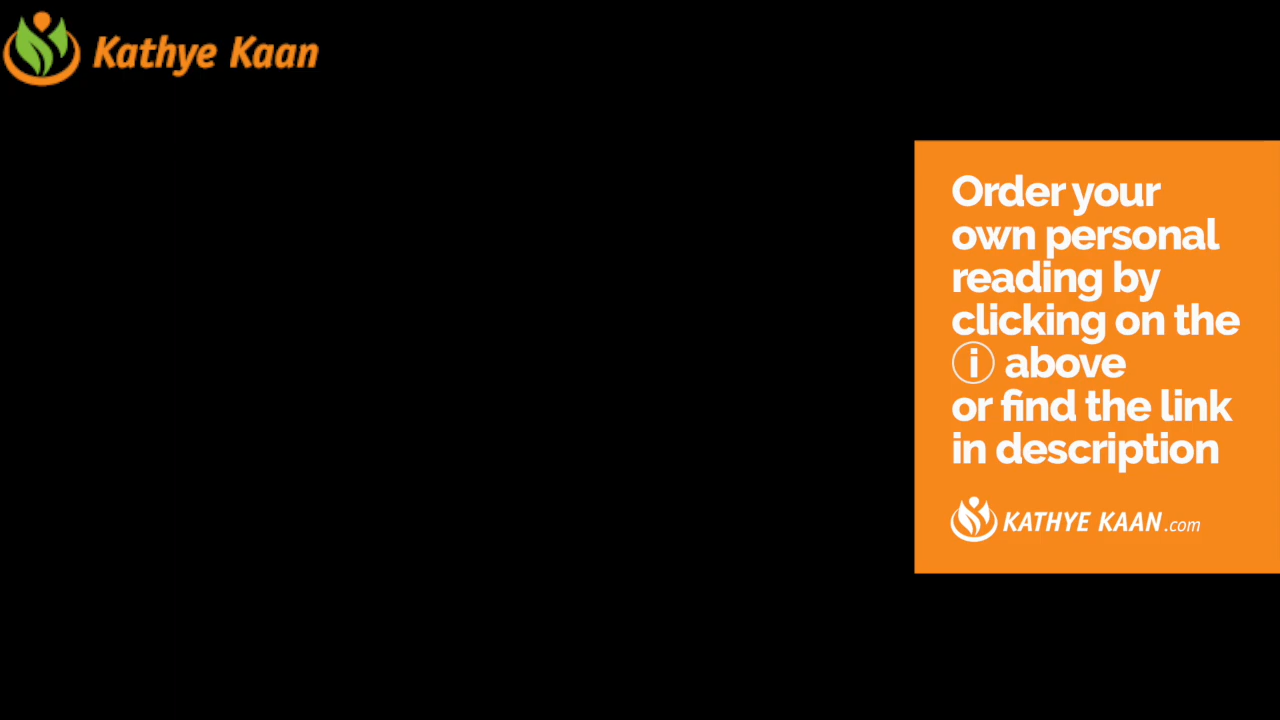 Kathye Kaan
Order your
own personal
reading by
clicking on the
i above
or find the link
in description
KATHYE KAAN.com